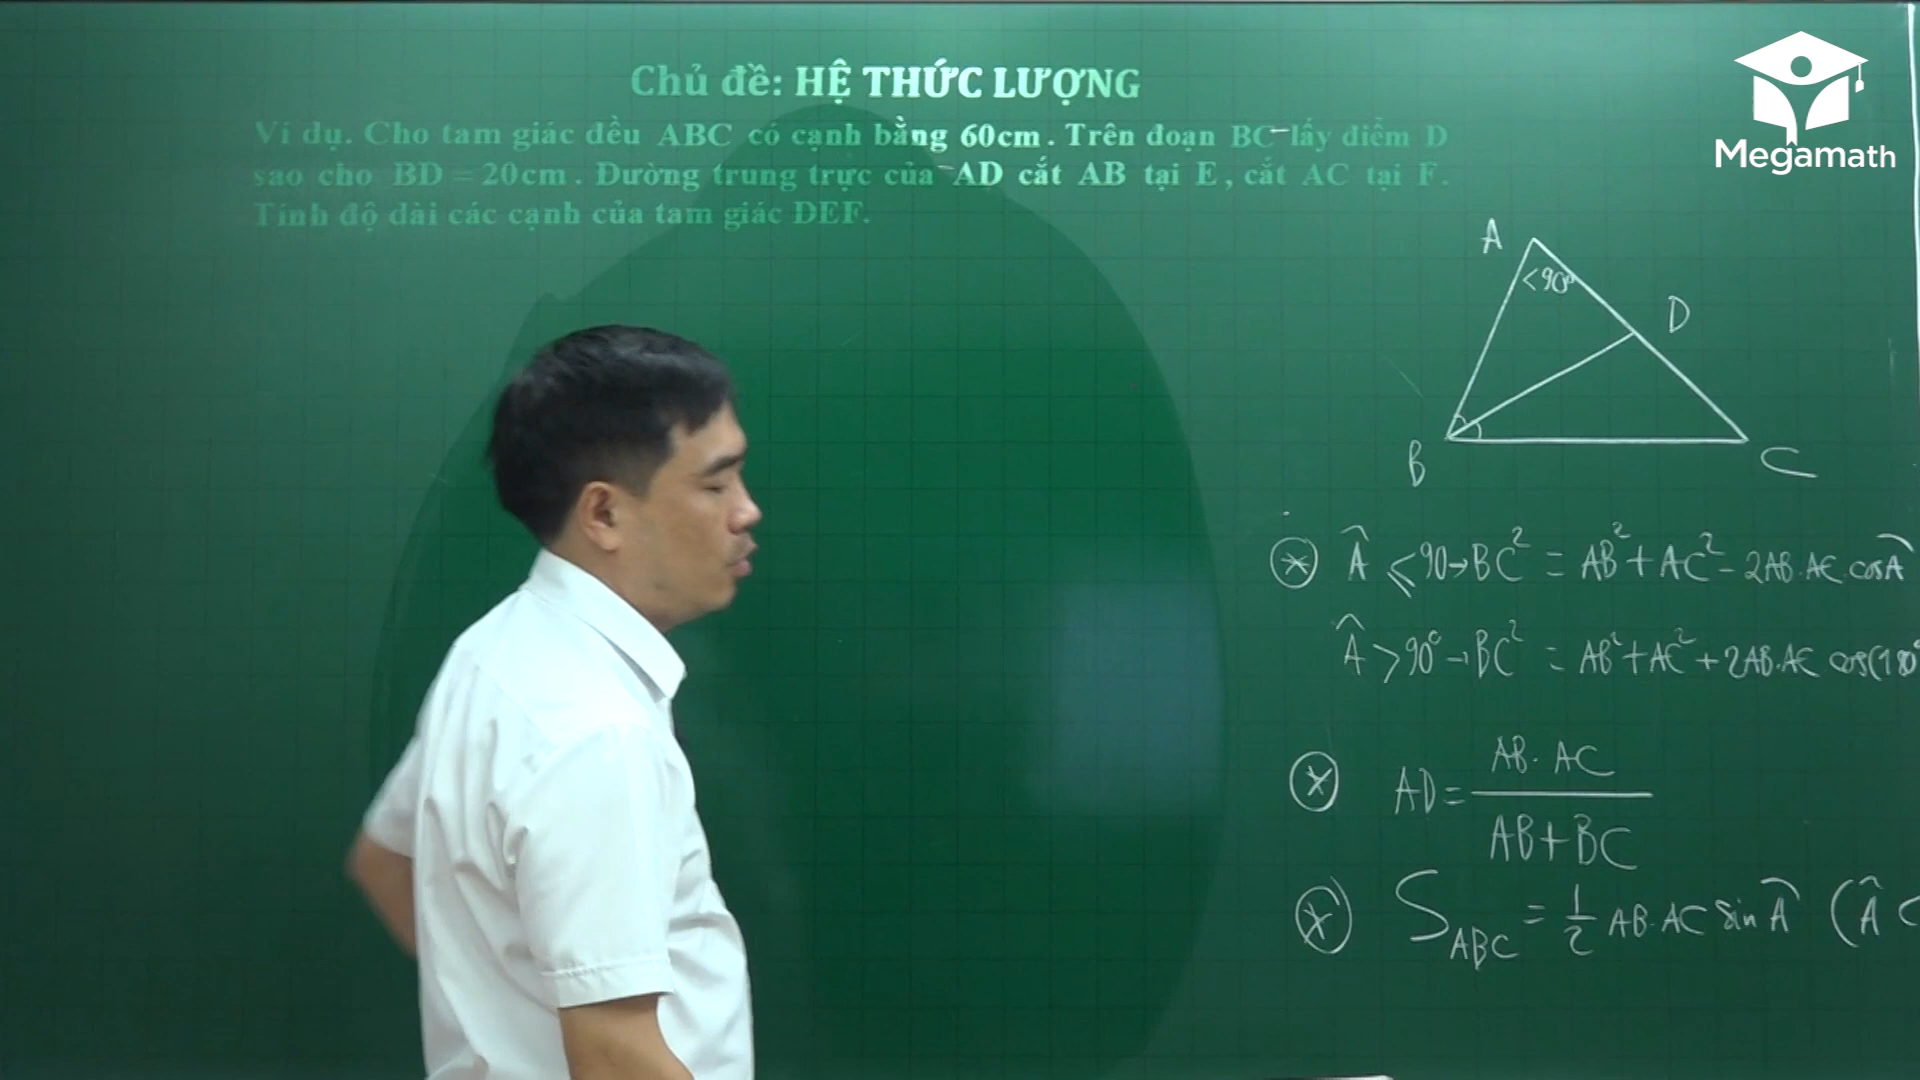 Megamath
Chủ đề: HỆ THỨC LƯỢNG
Ví dụ. Cho tam giác đều ABC có cạnh bằng 60cm. Trên đoạn BC lấy điểm D
sao cho BD = 20cm. Đường trung trực của AD cắt AB tại E, cắt AC tại F.
Tính độ dài các cạnh của tam giác DEF.
A
<90°
D
B
C
Â ≤ 90→BC² = AB² + AC² - 2AB.AC.cosÂ
Â > 90° → BC² = AB² + AC² + 2AB.AC cos(180°
AD = AB. AC / AB+BC
S_ABC = 1/2 AB.AC sin Â (Â <